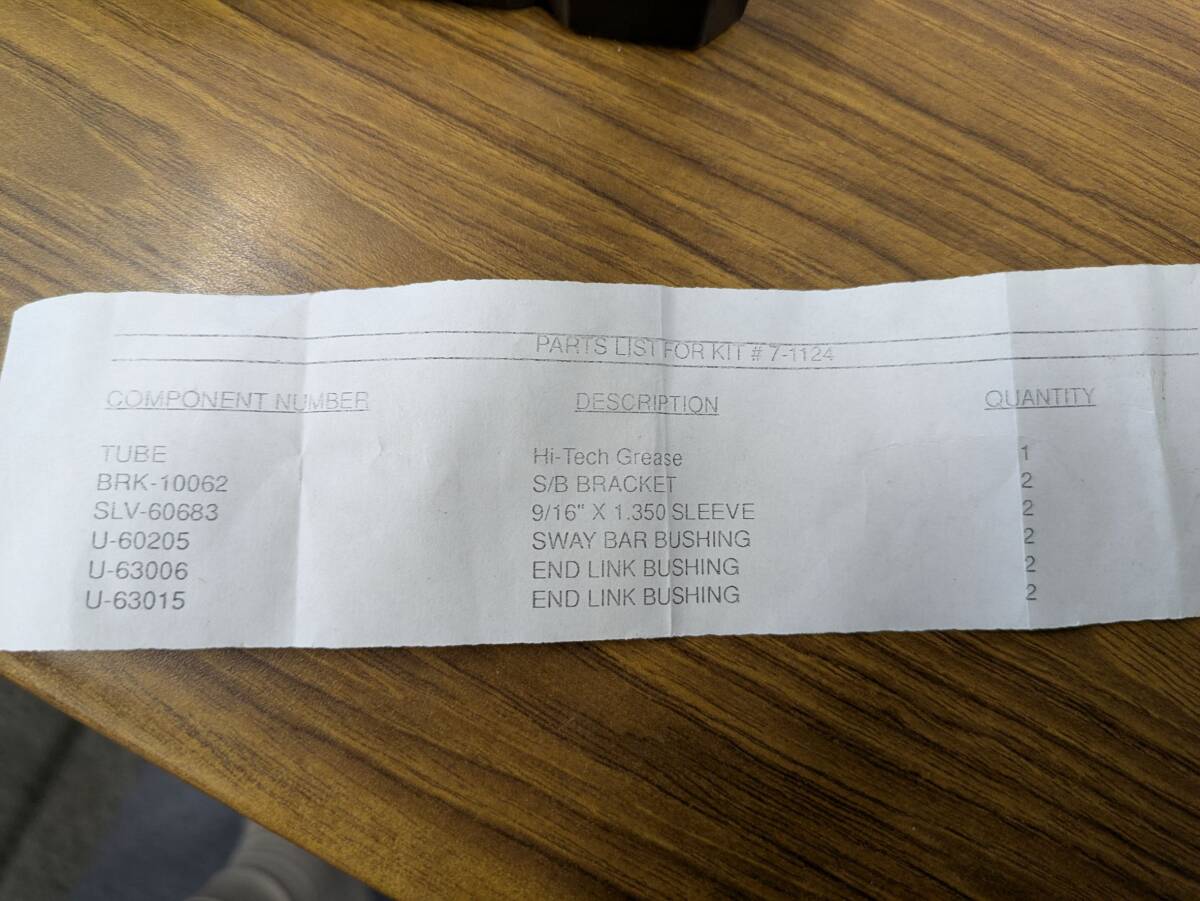 PARTS LIST FOR KIT # 7-1124
COMPONENT NUMBER DESCRIPTION QUANTITY
TUBE Hi-Tech Grease 1
BRK-10062 S/B BRACKET 2
SLV-60683 9/16" X 1.350 SLEEVE 2
U-60205 SWAY BAR BUSHING 2
U-63006 END LINK BUSHING 2
U-63015 END LINK BUSHING 2